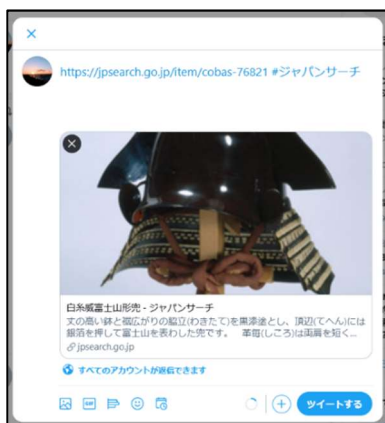 https://jpsearch.go.jp/item/cobas-76821 #ジャパンサーチ
白糸威富士山形兜 - ジャパンサーチ
丈の高い鉢と裾広がりの脇立(わきたて)を黒漆塗とし、頂辺(てへん)には
銀箔を押して富士山を表わした兜です。 革𩊱(しころ)は両肩を短く...
jpsearch.go.jp
すべてのアカウントが返信できます
GIF
ツイートする